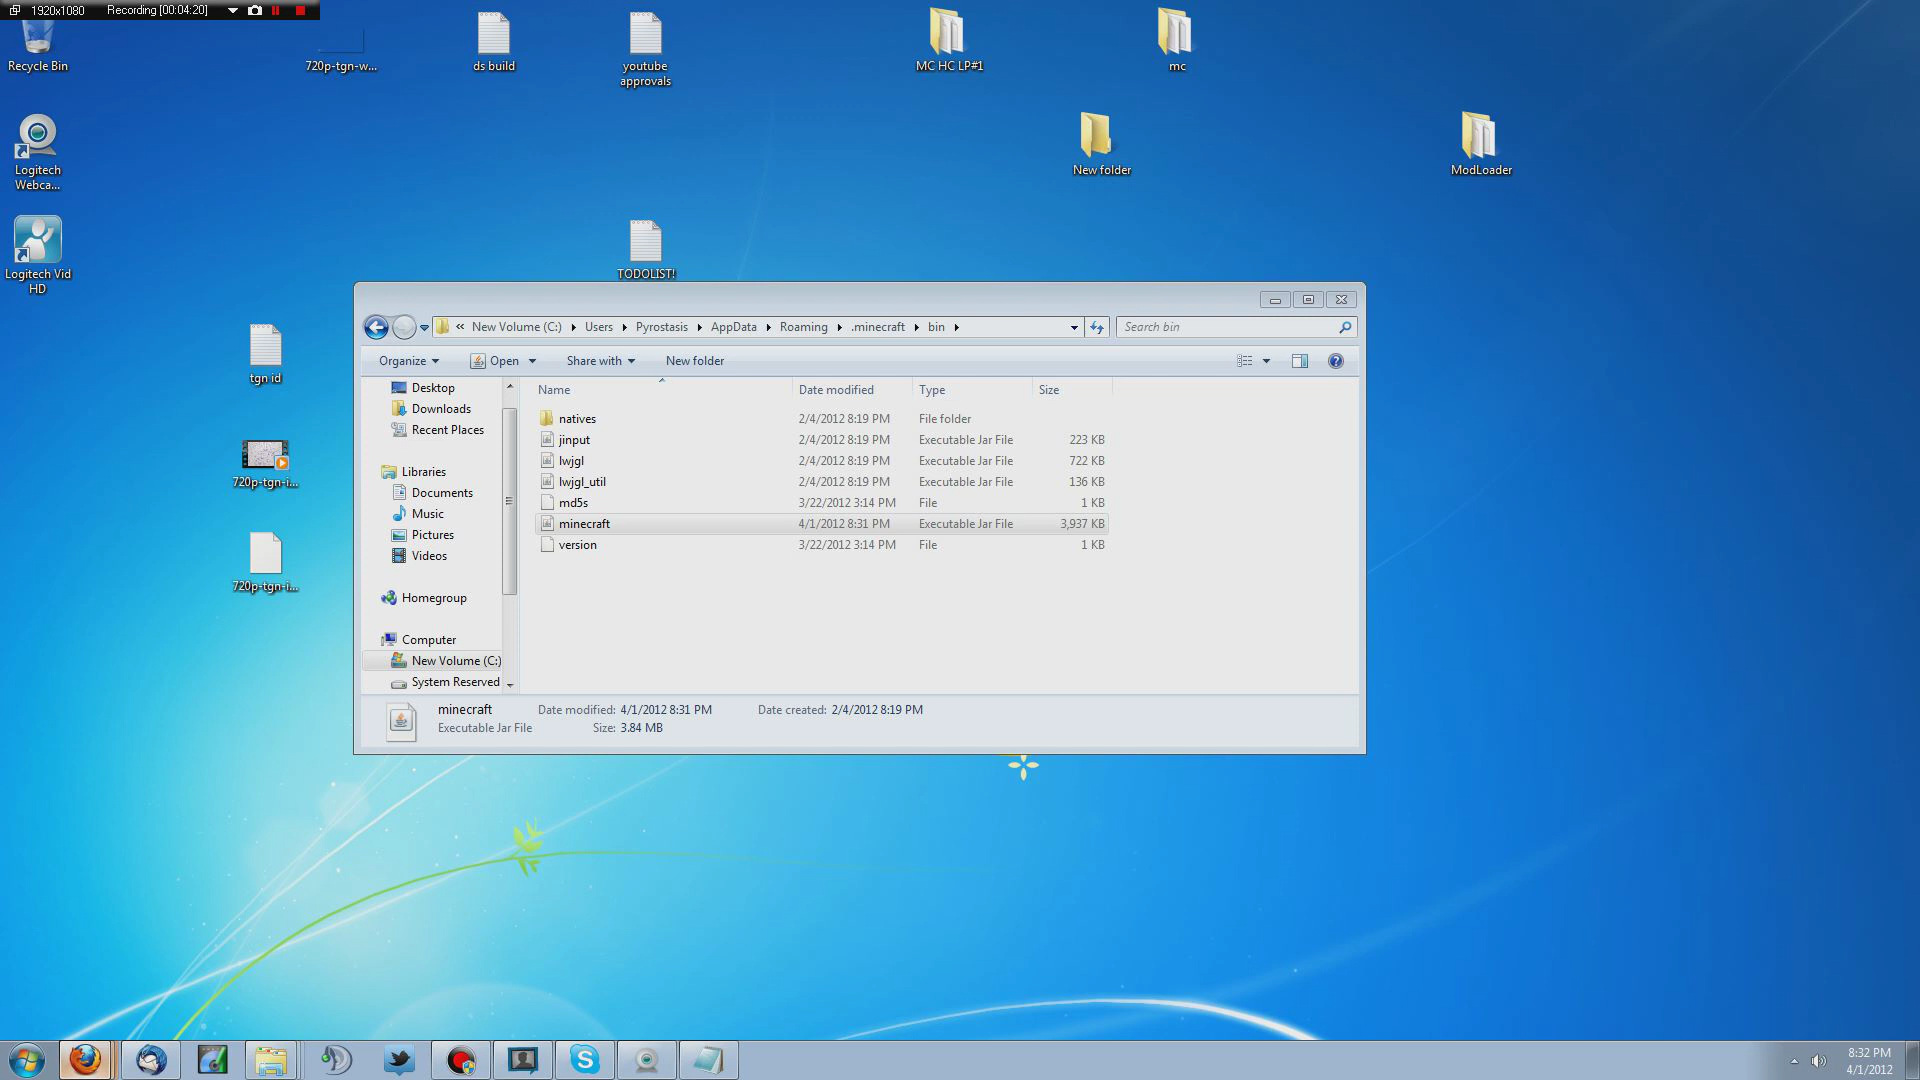 1920x1080 Recording [00:04:20]
Recycle Bin
720p-tgn-w...
ds build
youtube
approvals
MC HC LP#1
mc
Logitech
Webca...
New folder
ModLoader
Logitech Vid
HD
TODOLIST!
tgn id
720p-tgn-i...
720p-tgn-i...
« New Volume (C:) Users Pyrostasis AppData Roaming .minecraft bin
Search bin
Organize Open Share with New folder
Desktop
Downloads
Recent Places
Libraries
Documents
Music
Pictures
Videos
Homegroup
Computer
New Volume (C:)
System Reserved
Name Date modified Type Size
natives 2/4/2012 8:19 PM File folder
jinput 2/4/2012 8:19 PM Executable Jar File 223 KB
lwjgl 2/4/2012 8:19 PM Executable Jar File 722 KB
lwjgl_util 2/4/2012 8:19 PM Executable Jar File 136 KB
md5s 3/22/2012 3:14 PM File 1 KB
minecraft 4/1/2012 8:31 PM Executable Jar File 3,937 KB
version 3/22/2012 3:14 PM File 1 KB
minecraft Date modified: 4/1/2012 8:31 PM Date created: 2/4/2012 8:19 PM
Executable Jar File Size: 3.84 MB
8:32 PM
4/1/2012